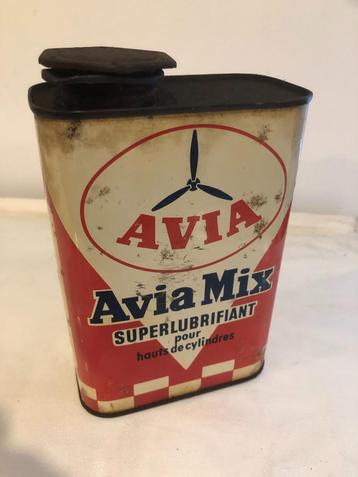 AVIA
Avia Mix
SUPERLUBRIFIANT
pour
hauts de cylindres